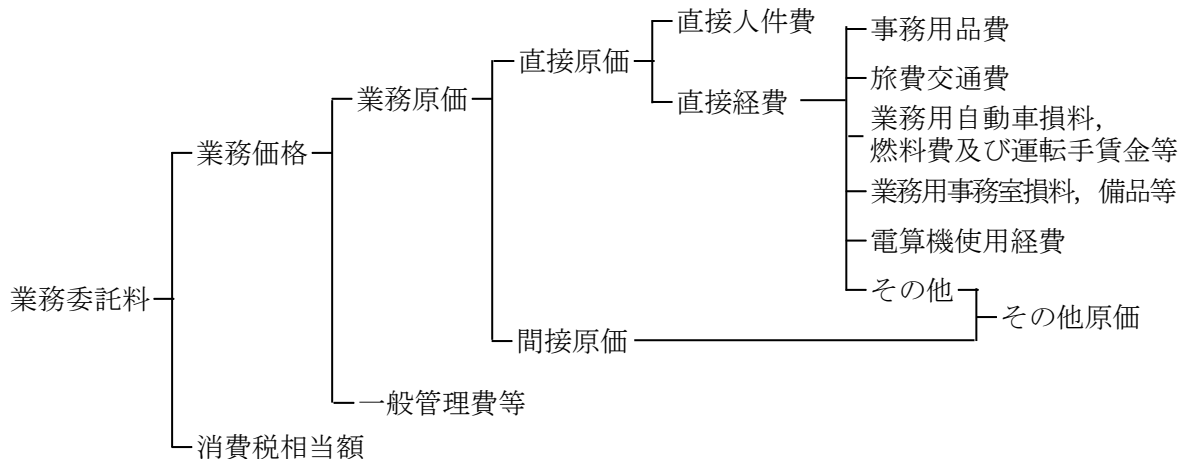 直接人件費
事務用品費
直接原価
旅費交通費
業務原価
直接経費
業務用自動車損料,
燃料費及び運転手賃金等
業務価格
業務用事務室損料, 備品等
電算機使用経費
業務委託料
その他
その他原価
間接原価
一般管理費等
消費税相当額